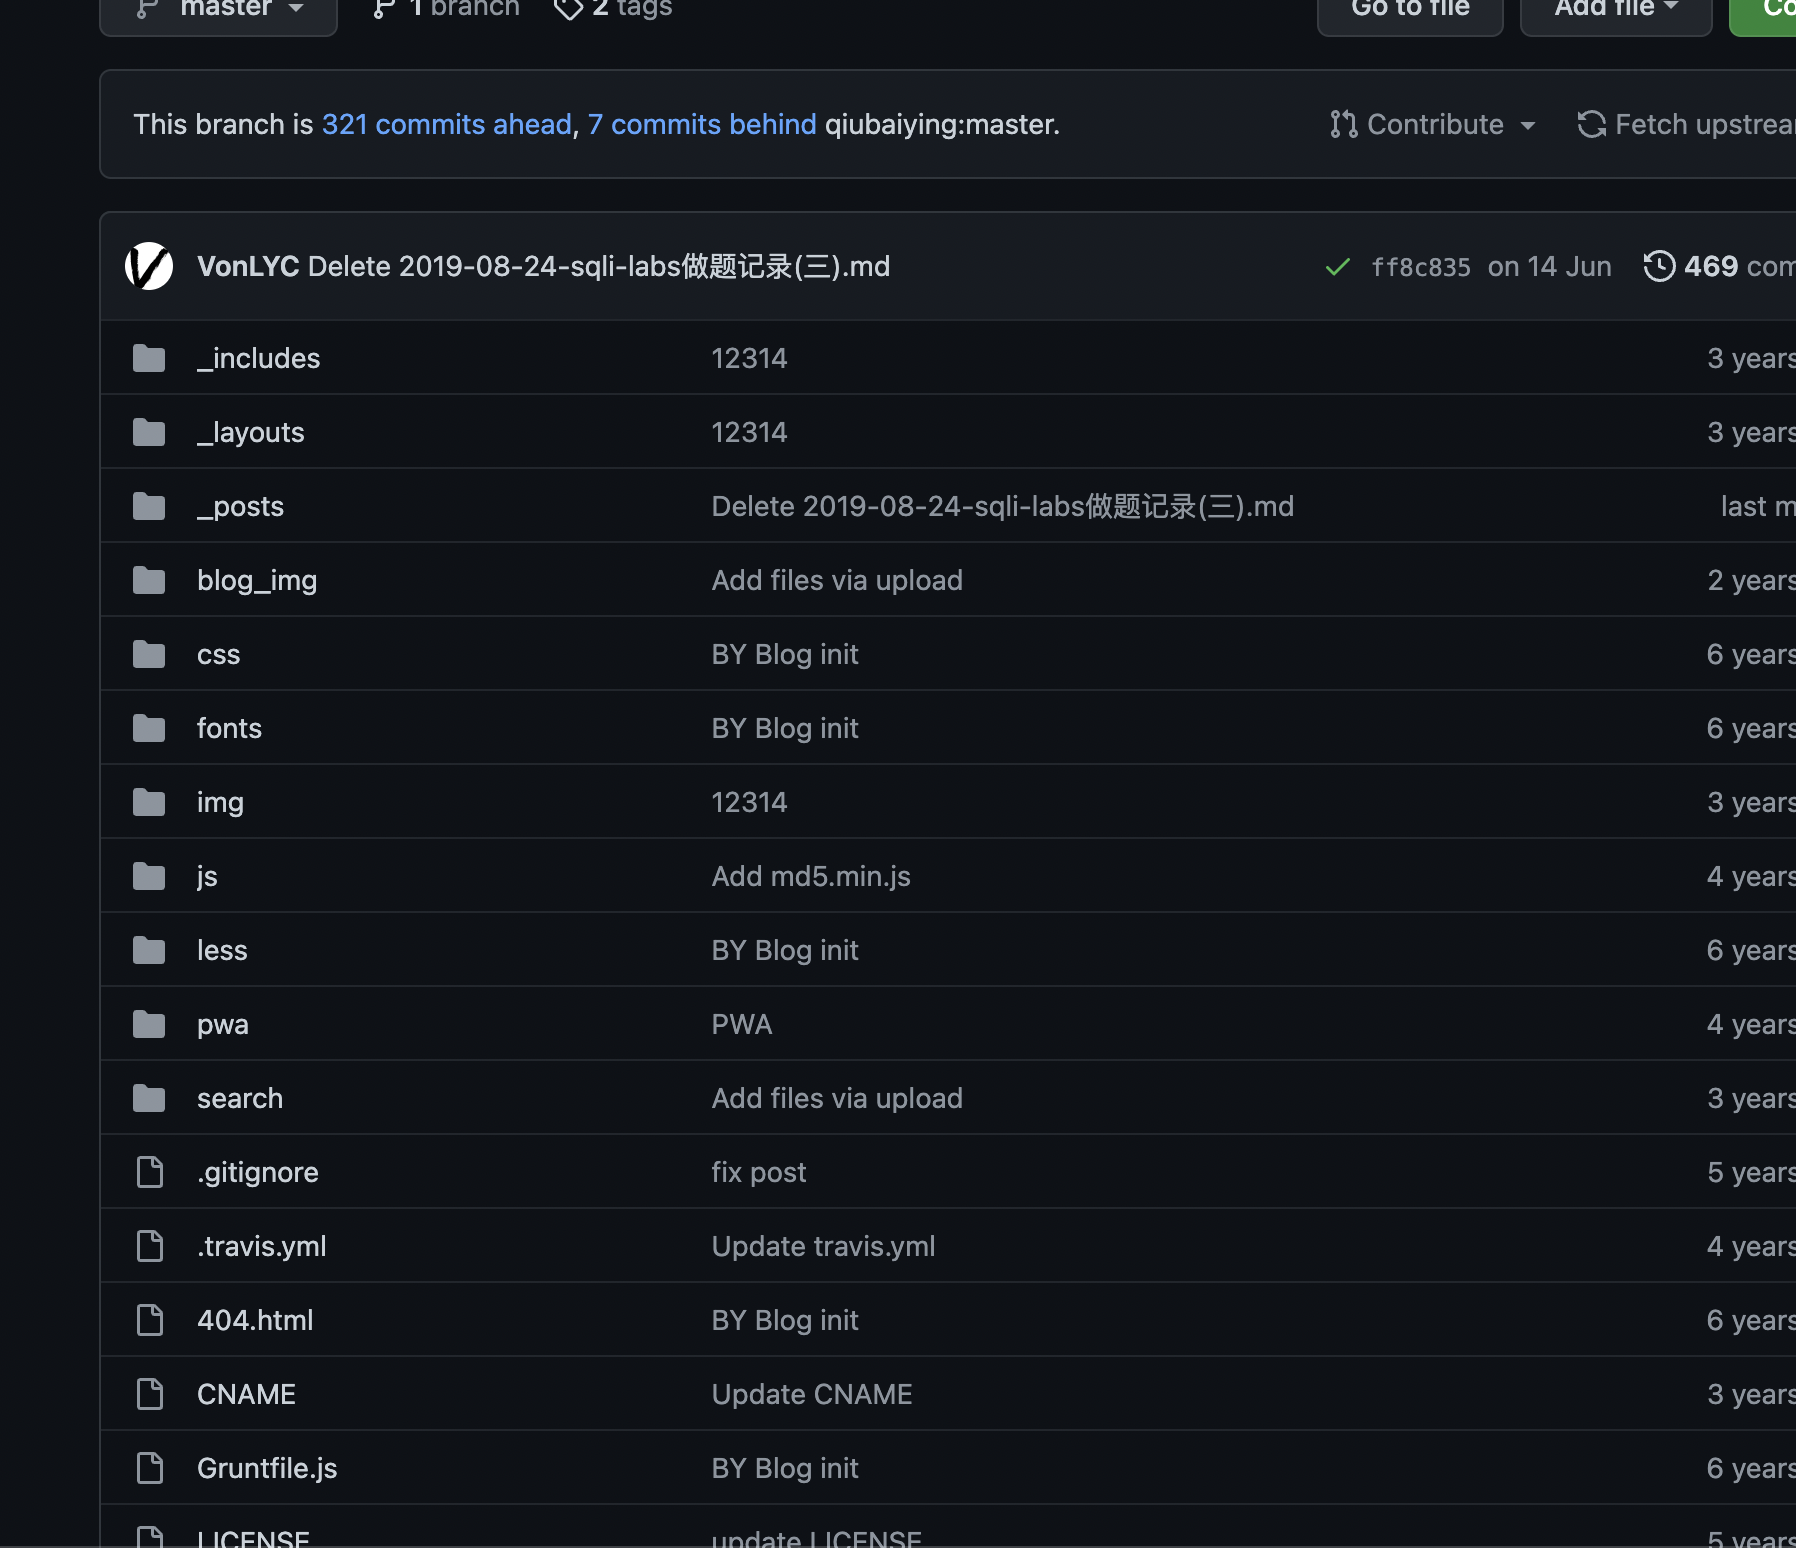 master 1 branch 2 tags Go to file Add file
This branch is 321 commits ahead, 7 commits behind qiubaiying:master. Contribute Fetch
VonLYC Delete 2019-08-24-sqli-labs做题记录(三).md ff8c835 on 14 Jun 469
_includes 12314 3 years
_layouts 12314 3 years
_posts Delete 2019-08-24-sqli-labs做题记录(三).md last
blog_img Add files via upload 2 years
css BY Blog init 6 years
fonts BY Blog init 6 years
img 12314 3 years
js Add md5.min.js 4 years
less BY Blog init 6 years
pwa PWA 4 years
search Add files via upload 3 years
.gitignore fix post 5 years
.travis.yml Update travis.yml 4 years
404.html BY Blog init 6 years
CNAME Update CNAME 3 years
Gruntfile.js BY Blog init 6 years
LICENSE update LICENSE 5 years